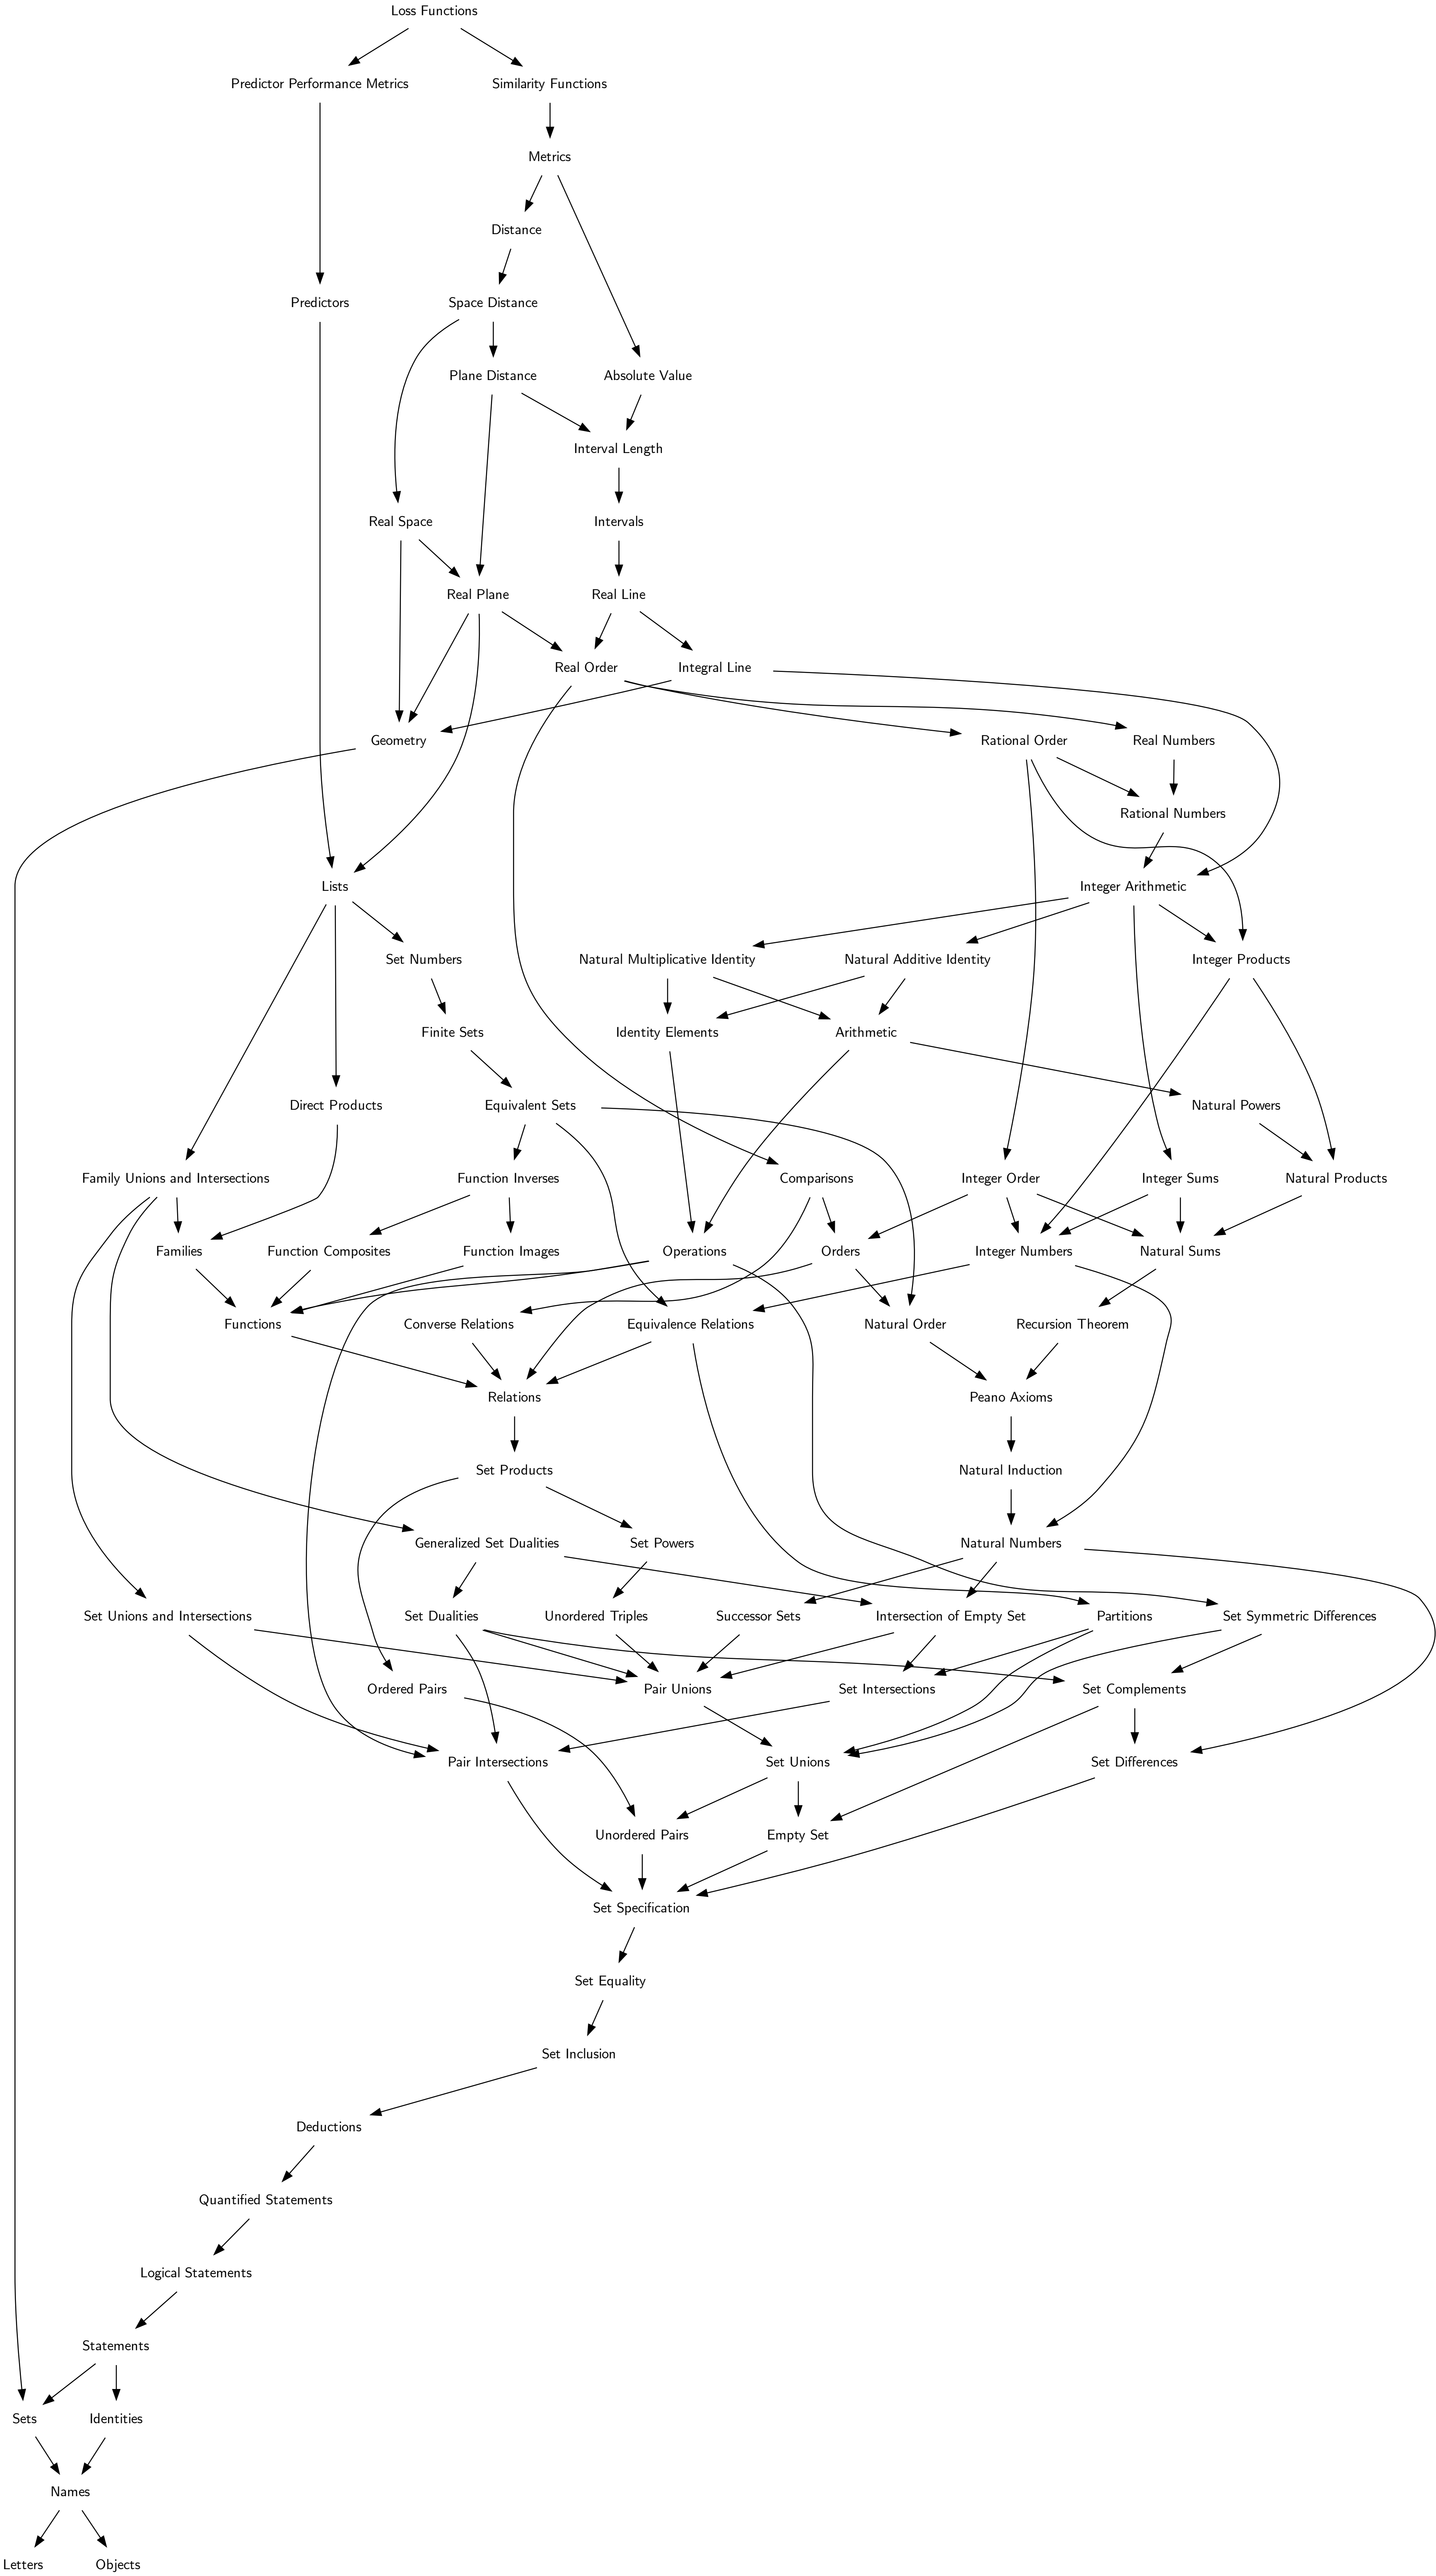 Loss Functions
Predictor Performance Metrics
Similarity Functions
Metrics
Distance
Predictors
Space Distance
Plane Distance
Absolute Value
Interval Length
Real Space
Intervals
Real Plane
Real Line
Real Order
Integral Line
Geometry
Rational Order
Real Numbers
Rational Numbers
Lists
Integer Arithmetic
Set Numbers
Natural Multiplicative Identity
Natural Additive Identity
Integer Products
Finite Sets
Identity Elements
Arithmetic
Direct Products
Equivalent Sets
Natural Powers
Family Unions and Intersections
Function Inverses
Comparisons
Integer Order
Integer Sums
Natural Products
Families
Function Composites
Function Images
Operations
Orders
Integer Numbers
Natural Sums
Functions
Converse Relations
Equivalence Relations
Natural Order
Recursion Theorem
Relations
Peano Axioms
Set Products
Natural Induction
Generalized Set Dualities
Set Powers
Natural Numbers
Set Unions and Intersections
Set Dualities
Unordered Triples
Successor Sets
Intersection of Empty Set
Partitions
Set Symmetric Differences
Ordered Pairs
Pair Unions
Set Intersections
Set Complements
Pair Intersections
Set Unions
Set Differences
Unordered Pairs
Empty Set
Set Specification
Set Equality
Set Inclusion
Deductions
Quantified Statements
Logical Statements
Statements
Sets
Identities
Names
Letters
Objects